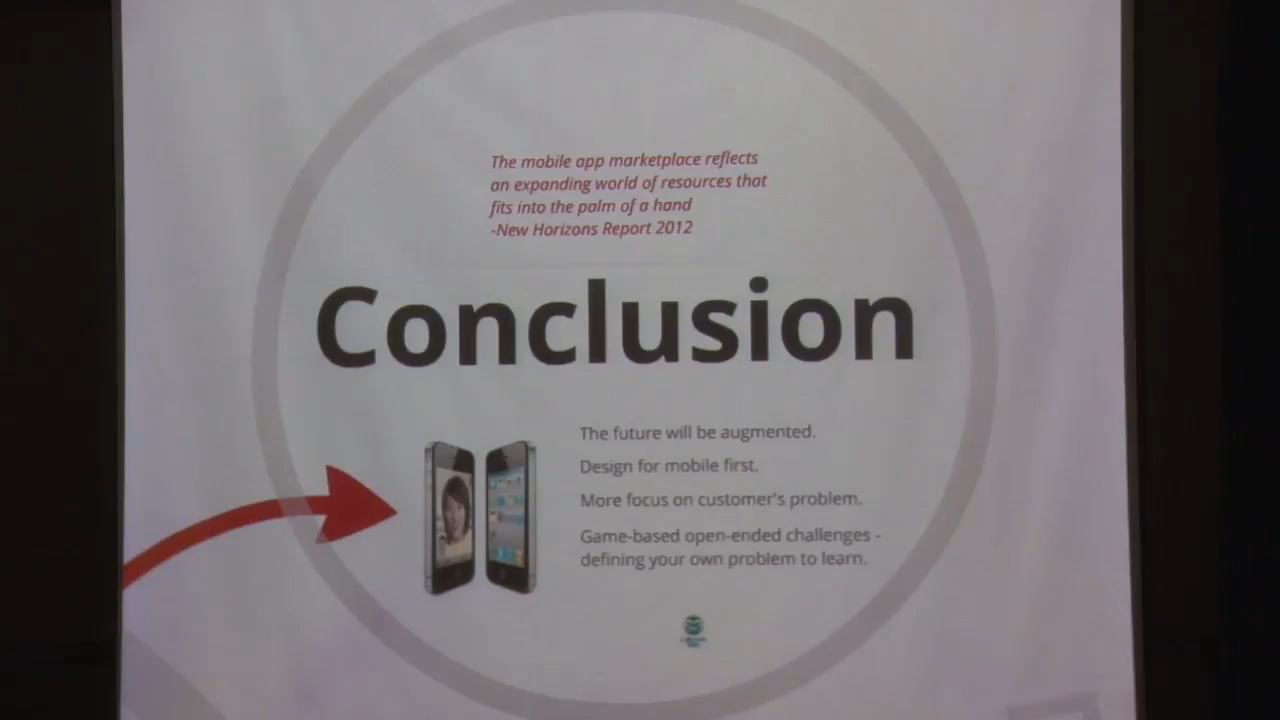 The mobile app marketplace reflects
an expanding world of resources that
fits into the palm of a hand
-New Horizons Report 2012
Conclusion
The future will be augmented.
Design for mobile first.
More focus on customer's problem.
Game-based open-ended challenges -
defining your own problem to learn.